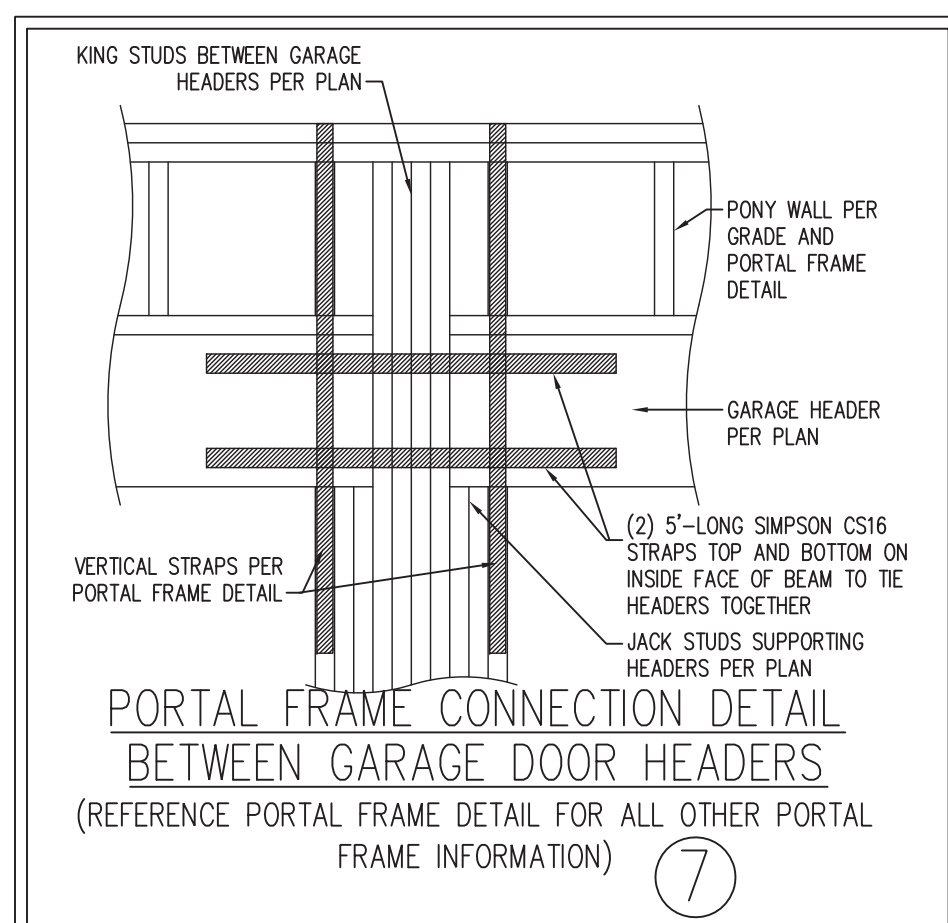 KING STUDS BETWEEN GARAGE
HEADERS PER PLAN
PONY WALL PER
GRADE AND
PORTAL FRAME
DETAIL
GARAGE HEADER
PER PLAN
(2) 5'-LONG SIMPSON CS16
STRAPS TOP AND BOTTOM ON
INSIDE FACE OF BEAM TO TIE
HEADERS TOGETHER
VERTICAL STRAPS PER
PORTAL FRAME DETAIL
JACK STUDS SUPPORTING
HEADERS PER PLAN
PORTAL FRAME CONNECTION DETAIL
BETWEEN GARAGE DOOR HEADERS
(REFERENCE PORTAL FRAME DETAIL FOR ALL OTHER PORTAL
FRAME INFORMATION)
7